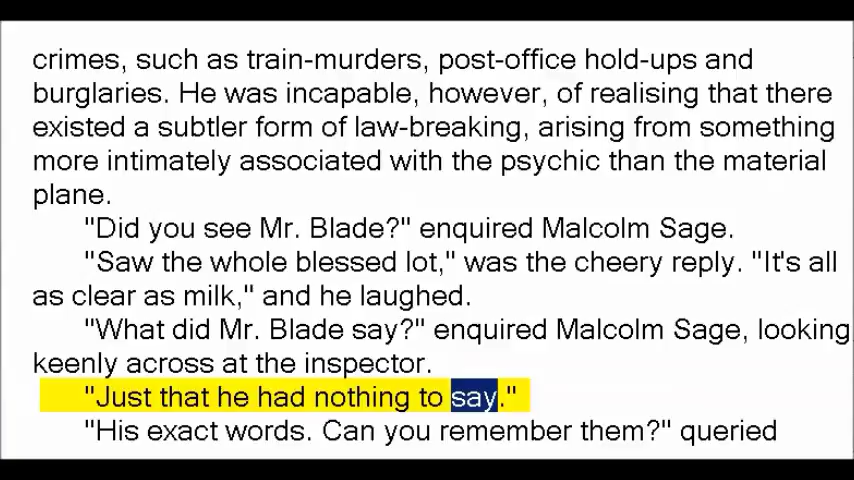 crimes, such as train-murders, post-office hold-ups and
burglaries. He was incapable, however, of realising that there
existed a subtler form of law-breaking, arising from something
more intimately associated with the psychic than the material
plane.
"Did you see Mr. Blade?" enquired Malcolm Sage.
"Saw the whole blessed lot," was the cheery reply. "It's all
as clear as milk," and he laughed.
"What did Mr. Blade say?" enquired Malcolm Sage, looking
keenly across at the inspector.
"Just that he had nothing to say."
"His exact words. Can you remember them?" queried